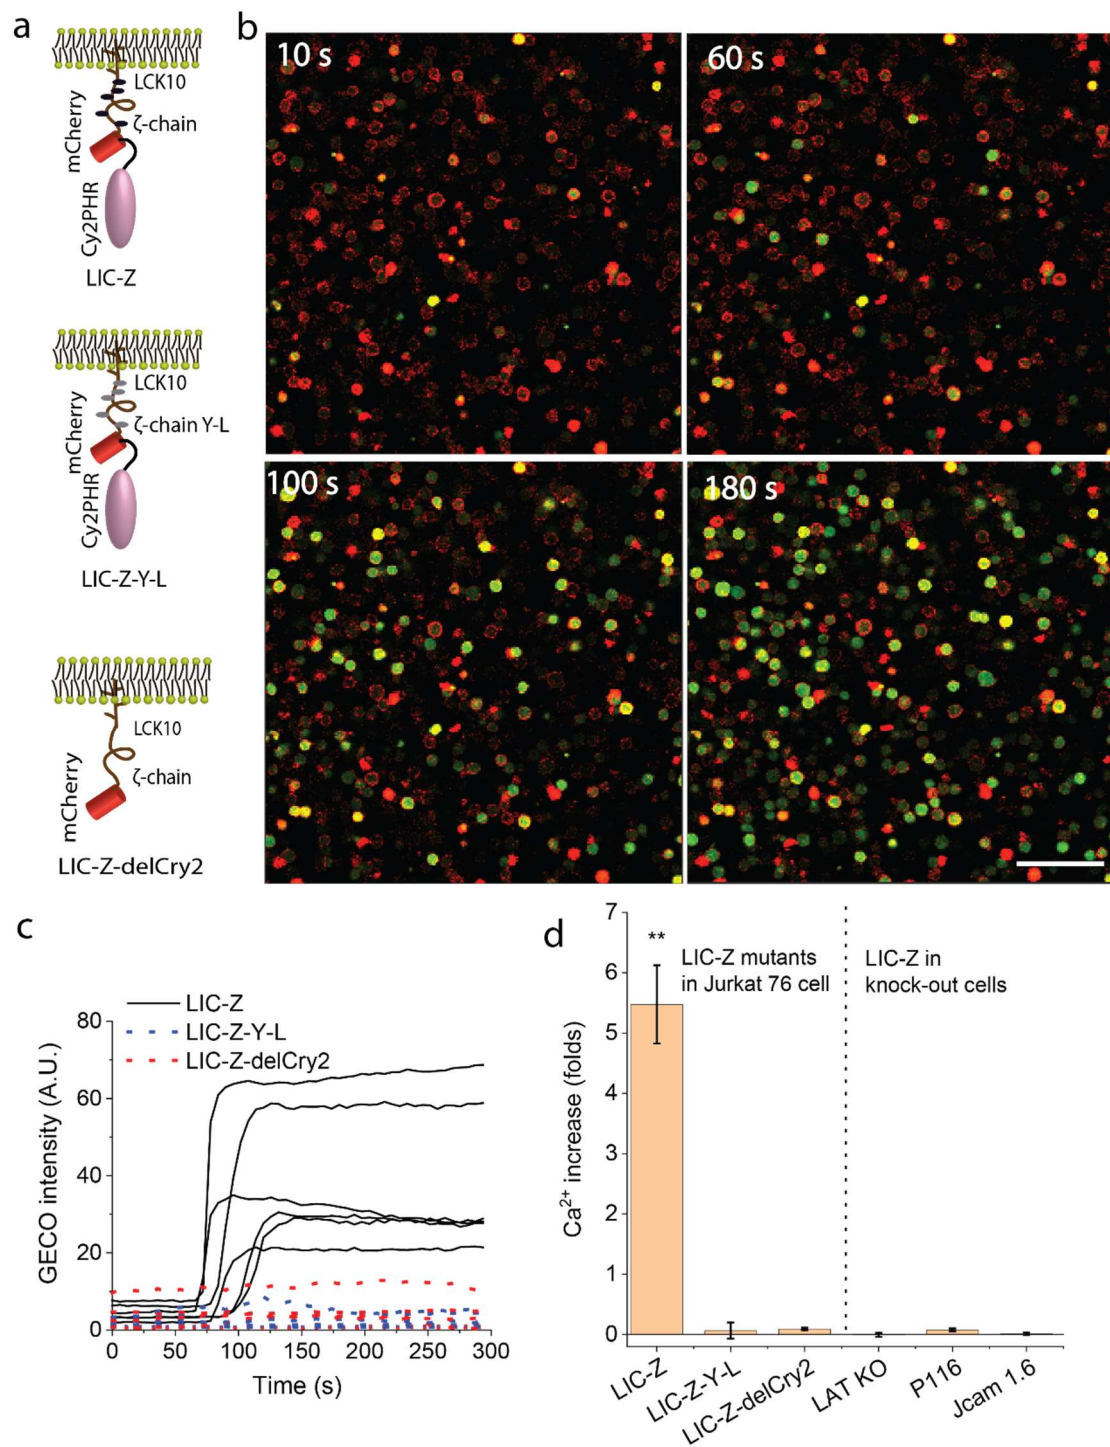 a
LCK10
ζ-chain
mCherry
Cy2PHR
LIC-Z
LCK10
ζ-chain Y-L
mCherry
Cy2PHR
LIC-Z-Y-L
LCK10
ζ-chain
mCherry
LIC-Z-delCry2
b
10 s
60 s
100 s
180 s
c
LIC-Z
LIC-Z-Y-L
LIC-Z-delCry2
80
60
40
20
0
GECO intensity (A.U.)
0
50
100
150
200
250
300
Time (s)
d
7
6
5
4
3
2
1
0
Ca²⁺ increase (folds)
**
LIC-Z mutants
in Jurkat 76 cell
LIC-Z in
knock-out cells
LIC-Z
LIC-Z-Y-L
LIC-Z-delCry2
LAT KO
P116
Jcam 1.6